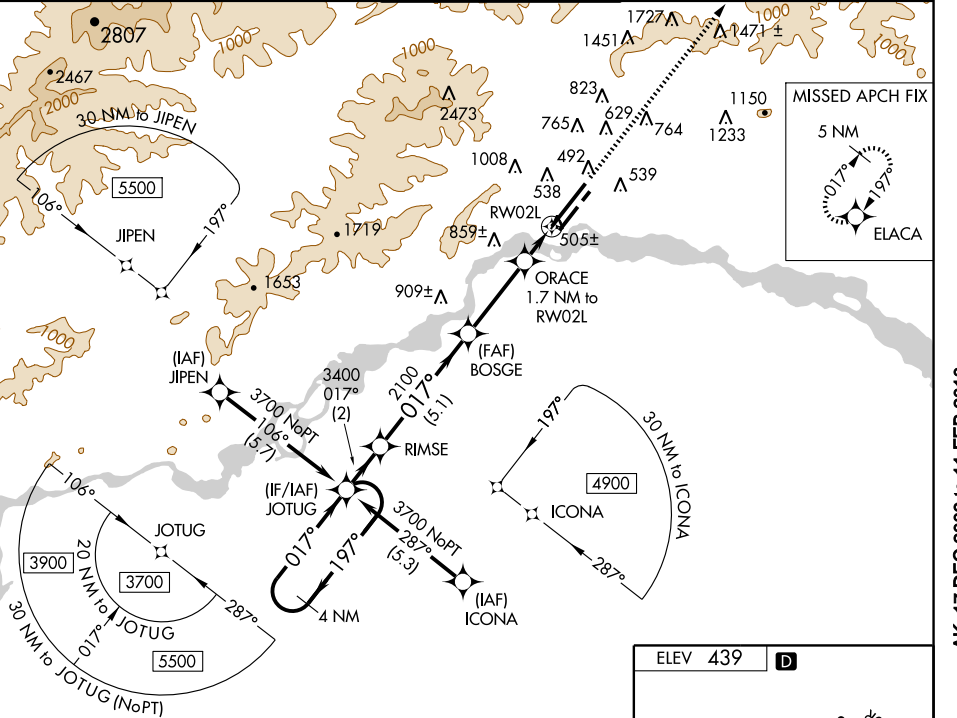 2807
2467
2000
1000
1000
1727
1451
1471 ±
1000
1000
2473
823
629
765
764
1150
1233
MISSED APCH FIX
5 NM
017°
197°
ELACA
30 NM to JIPEN
5500
106°
197°
JIPEN
1008
492
538
539
RW02L
505±
859±
1719
1653
909±
ORACE
1.7 NM to
RW02L
1000
(IAF)
JIPEN
3400
017°
(2)
2100
017°
(5.1)
(FAF)
BOSGE
3700 NoPT
106°
(5.7)
RIMSE
197°
30 NM to ICONA
4900
ICONA
287°
(IF/IAF)
JOTUG
3700 NoPT
287°
(5.3)
(IAF)
ICONA
017°
197°
4 NM
106°
JOTUG
3900
20 NM to JOTUG
3700
287°
017°
5500
30 NM to JOTUG (NoPT)
ELEV 439
D